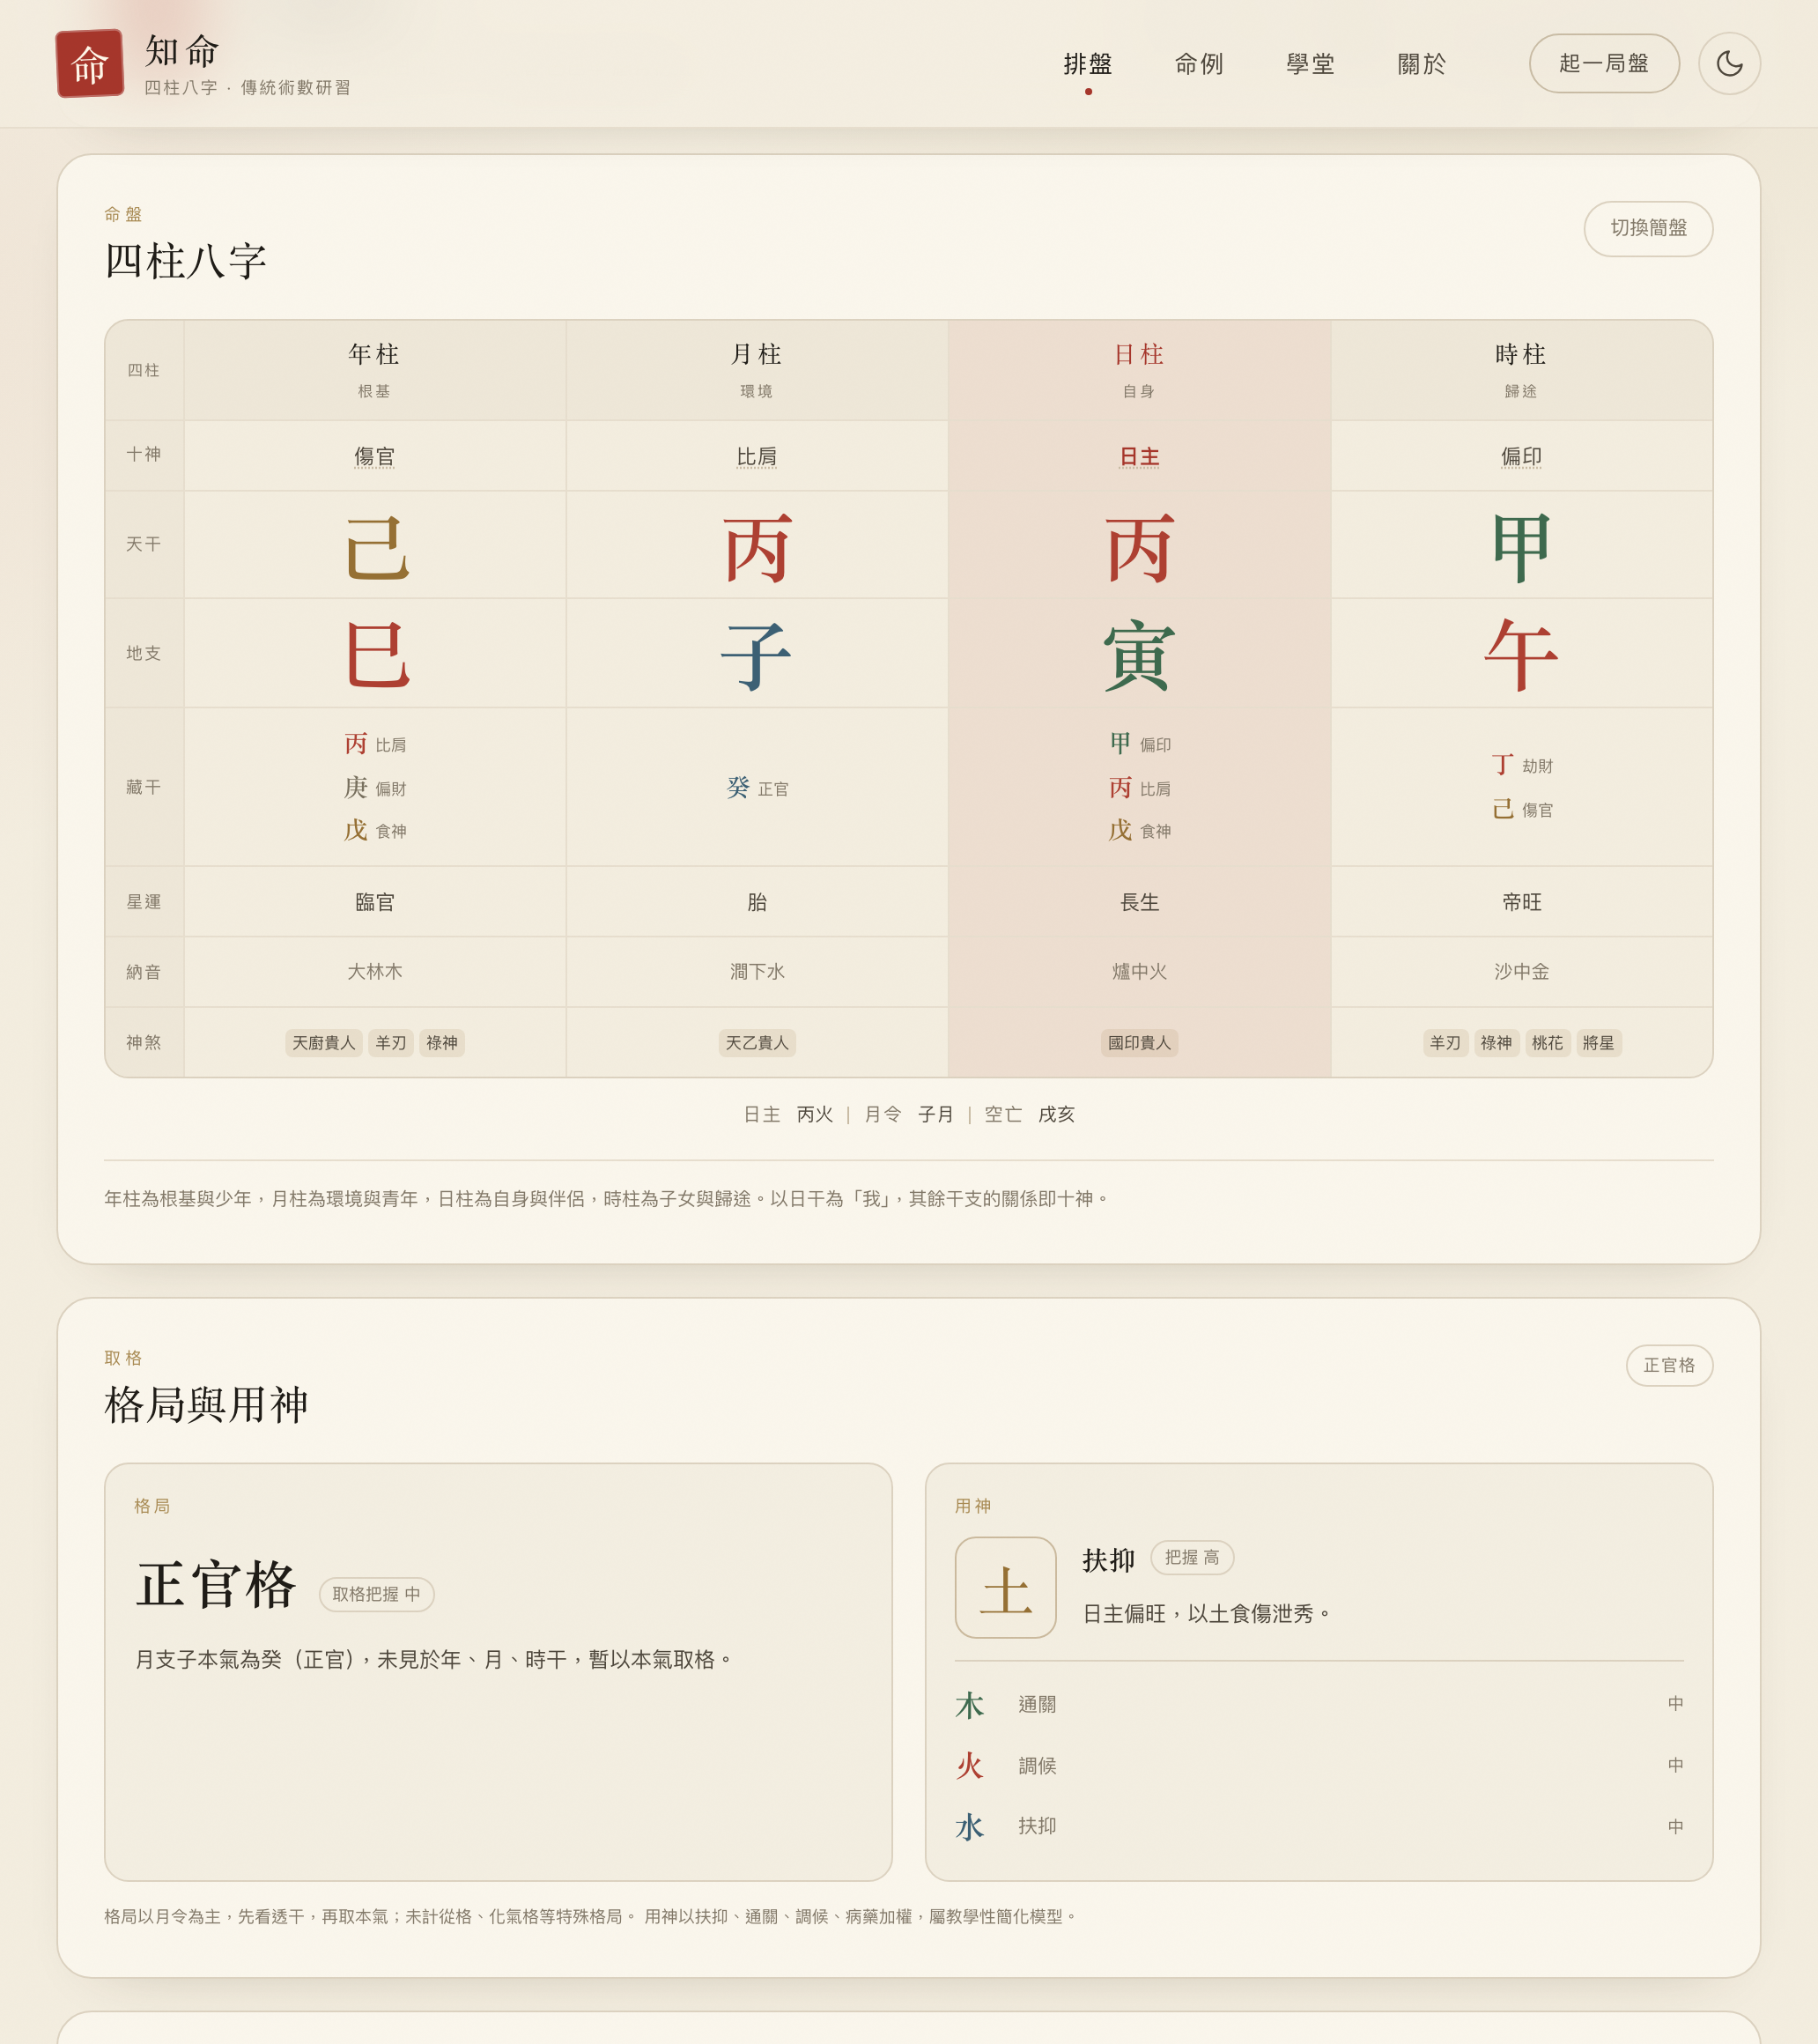 命
知命
四柱八字 · 傳統術數研習
排盤 命例 學堂 關於 起一局盤
命盤
四柱八字
切換簡盤
四柱 年柱 月柱 日柱 時柱
根基 環境 自身 歸途
十神 傷官 比肩 日主 偏印
天干 己 丙 丙 甲
地支 巳 子 寅 午
藏干
丙 比肩
庚 偏財
戊 食神
癸 正官
甲 偏印
丙 比肩
戊 食神
丁 劫財
己 傷官
星運 臨官 胎 長生 帝旺
納音 大林木 澗下水 爐中火 沙中金
神煞 天廚貴人 羊刃 祿神 天乙貴人 國印貴人 羊刃 祿神 桃花 將星
日主 丙火 | 月令 子月 | 空亡 戌亥
年柱為根基與少年，月柱為環境與青年，日柱為自身與伴侶，時柱為子女與歸途。以日干為「我」，其餘干支的關係即十神。
取格
格局與用神
正官格
格局
正官格 取格把握 中
月支子本氣為癸（正官），未見於年、月、時干，暫以本氣取格。
用神
土
扶抑 把握 高
日主偏旺，以土食傷泄秀。
木 通關 中
火 調候 中
水 扶抑 中
格局以月令為主，先看透干，再取本氣；未計從格、化氣格等特殊格局。 用神以扶抑、通關、調候、病藥加權，屬教學性簡化模型。